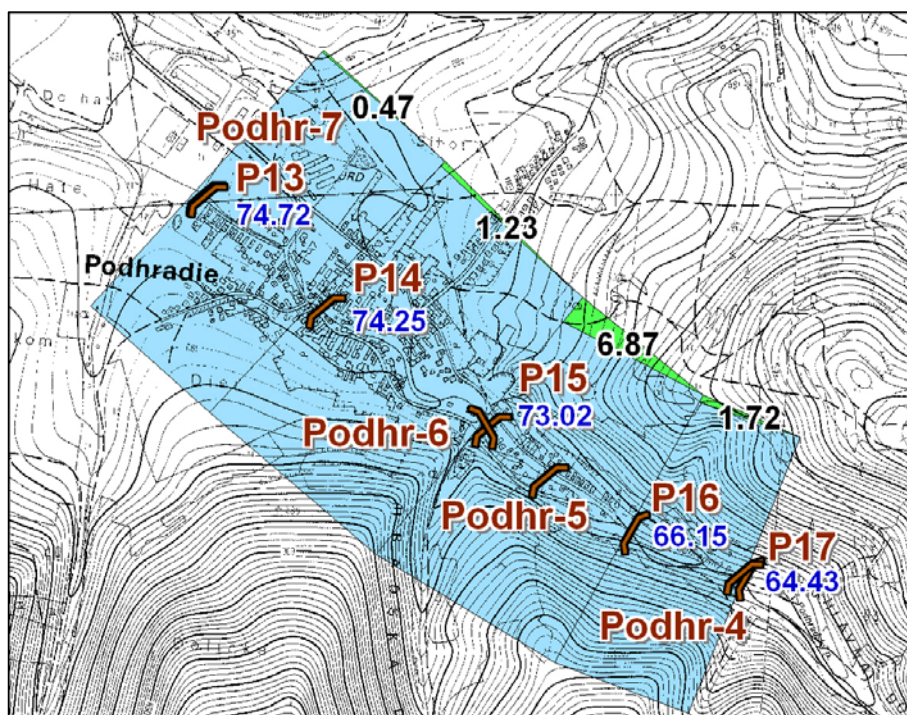 0.47
Podhr-7
P13
74.72
1.23
Podhradie
P14
74.25
6.87
P15
73.02
1.72
Podhr-6
Podhr-5
P16
66.15
P17
64.43
Podhr-4